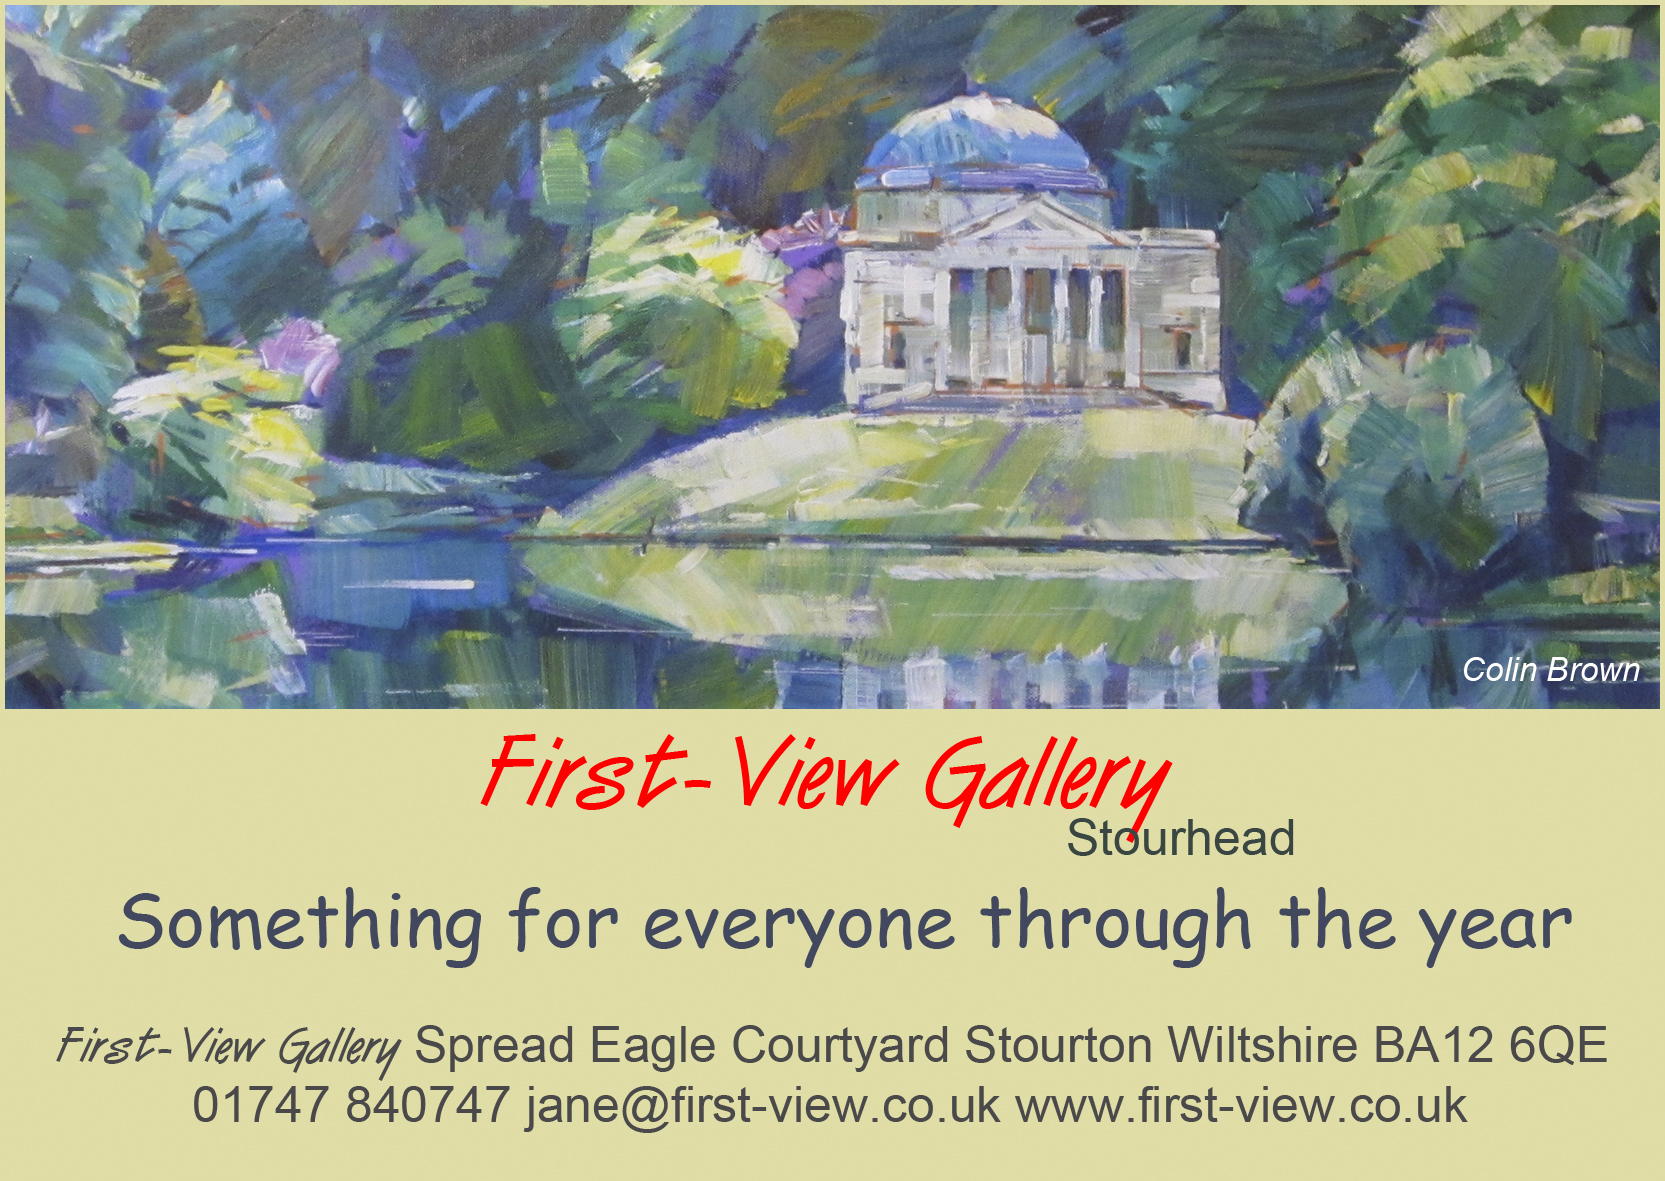 Colin Brown
First-View Gallery
Stourhead
Something for everyone through the year
First-View Gallery Spread Eagle Courtyard Stourton Wiltshire BA12 6QE
01747 840747 jane@first-view.co.uk www.first-view.co.uk